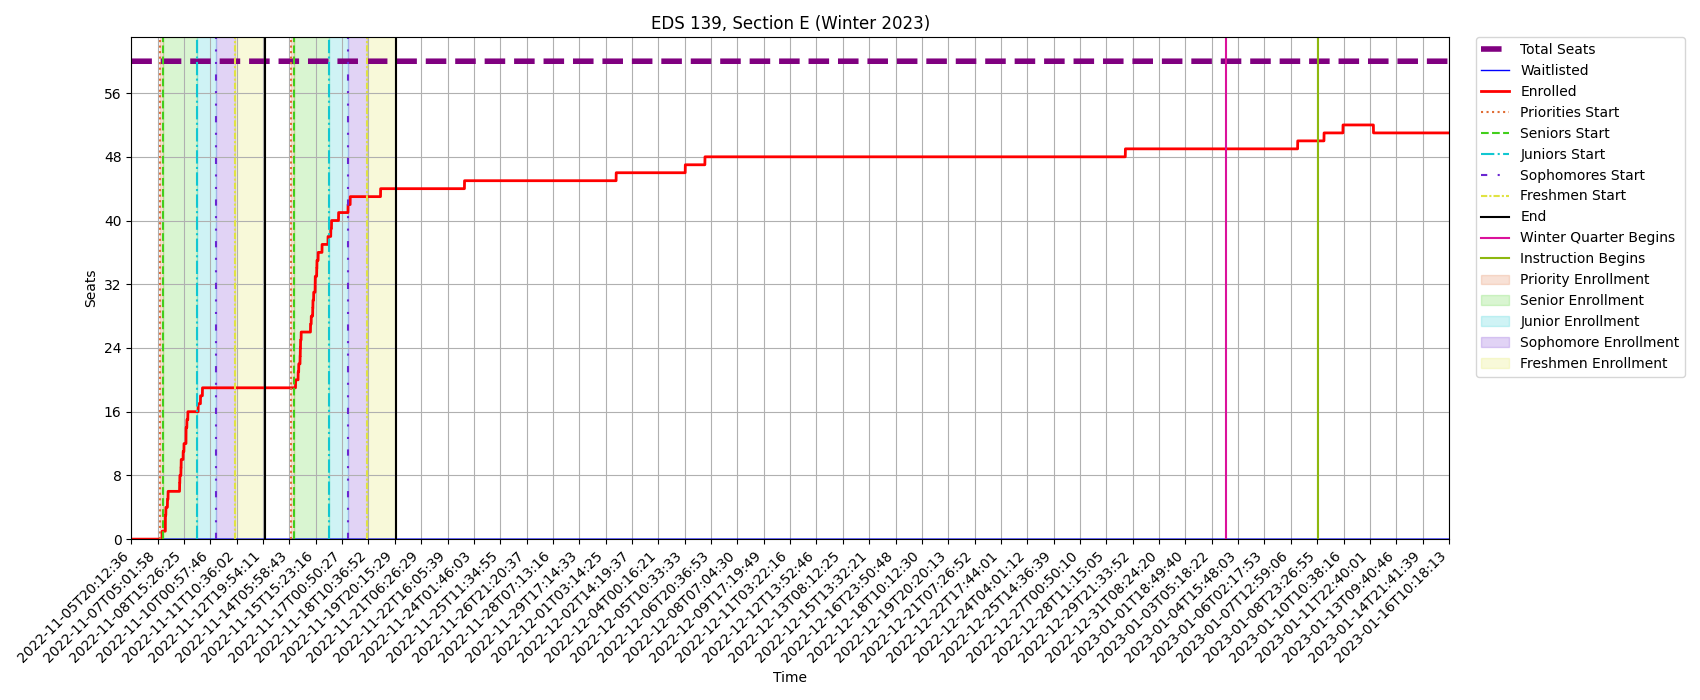 EDS 139, Section E (Winter 2023)
Total Seats
Waitlisted
Enrolled
Priorities Start
Seniors Start
Juniors Start
Sophomores Start
Freshmen Start
End
Winter Quarter Begins
Instruction Begins
Priority Enrollment
Senior Enrollment
Junior Enrollment
Sophomore Enrollment
Freshmen Enrollment
Seats
56
48
40
32
24
16
8
0
2022-11-05T20:12:36
2022-11-07T05:01:58
2022-11-08T15:26:25
2022-11-10T00:57:46
2022-11-11T10:36:02
2022-11-12T19:54:11
2022-11-14T05:58:43
2022-11-15T15:23:16
2022-11-17T00:50:27
2022-11-18T10:36:52
2022-11-19T20:15:29
2022-11-21T06:26:29
2022-11-22T16:05:39
2022-11-25T01:46:03
2022-11-25T11:34:55
2022-11-26T21:20:37
2022-11-28T07:13:16
2022-11-29T17:14:33
2022-12-01T03:14:25
2022-12-02T14:19:37
2022-12-04T00:16:21
2022-12-05T10:33:33
2022-12-06T20:36:53
2022-12-08T07:04:30
2022-12-09T17:19:49
2022-12-11T03:22:16
2022-12-12T13:52:46
2022-12-13T08:12:25
2022-12-15T13:32:21
2022-12-16T23:50:48
2022-12-18T10:12:30
2022-12-19T20:20:13
2022-12-21T07:26:52
2022-12-22T17:44:01
2022-12-24T04:01:12
2022-12-25T14:36:39
2022-12-27T00:50:10
2022-12-28T11:15:05
2022-12-29T21:33:52
2022-12-31T08:24:20
2023-01-01T18:49:40
2023-01-03T05:18:22
2023-01-04T15:48:03
2023-01-06T02:17:53
2023-01-07T12:59:06
2023-01-08T23:26:55
2023-01-10T10:38:16
2023-01-11T22:40:01
2023-01-13T09:40:46
2023-01-14T21:41:39
2023-01-16T10:18:13
Time